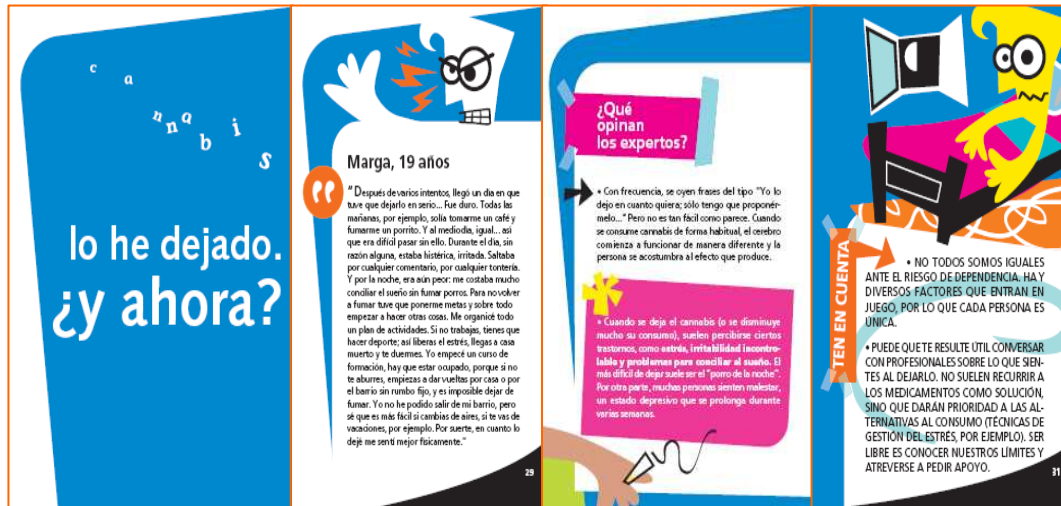 cannabis
lo he dejado.
¿y ahora?
Marga, 19 años
“Después de varios intentos, llegó un día en que
tuve que dejarlo en serio... Fue duro. Todas las
mañanas, por ejemplo, solía tomarme un café y
fumarme un porrito. Y al mediodía, igual... así
que era difícil pasar sin ello. Durante el día, sin
razón alguna, estaba histérica, irritada. Saltaba
por cualquier comentario, por cualquier tontería.
Y por la noche, era aún peor: me costaba mucho
conciliar el sueño sin fumar porros. Para no volver
a fumar tuve que ponerme metas y sobre todo
empezar a hacer otras cosas. Me organicé todo
un plan de actividades. Si no trabajas, tienes que
hacer deporte; así liberas el estrés, llegas a casa
muerto y te duermes. Yo empecé un curso de
formación, hay que estar ocupado, porque si no
te aburres, empiezas a dar vueltas por casa o por
el barrio sin rumbo fijo, y es imposible dejar de
fumar. Yo no he podido salir de mi barrio, pero
sé que es más fácil si cambias de aires, si te vas de
vacaciones, por ejemplo. Por suerte, en cuanto lo
dejé me sentí mejor físicamente.”
29
¿Qué
opinan
los expertos?
• Con frecuencia, se oyen frases del tipo "Yo lo
dejo en cuanto quiera; sólo tengo que proponér-
melo..." Pero no es tan fácil como parece. Cuando
se consume cannabis de forma habitual, el cerebro
comienza a funcionar de manera diferente y la
persona se acostumbra al efecto que produce.
• Cuando se deja el cannabis (o se disminuye
mucho su consumo), suelen percibirse ciertos
trastornos, como estrés, irritabilidad incontro-
lable y problemas para conciliar el sueño. El
más difícil de dejar suele ser el "porro de la noche".
Por otra parte, muchas personas sienten malestar,
un estado depresivo que se prolonga durante
varias semanas.
TEN EN CUENTA
• NO TODOS SOMOS IGUALES
ANTE EL RIESGO DE DEPENDENCIA. HAY
DIVERSOS FACTORES QUE ENTRAN EN
JUEGO, POR LO QUE CADA PERSONA ES
ÚNICA.
• PUEDE QUE TE RESULTE ÚTIL CONVERSAR
CON PROFESIONALES SOBRE LO QUE SIEN-
TES AL DEJARLO. NO SUELEN RECURRIR A
LOS MEDICAMENTOS COMO SOLUCIÓN,
SINO QUE DARÁN PRIORIDAD A LAS AL-
TERNATIVAS AL CONSUMO (TÉCNICAS DE
GESTIÓN DEL ESTRÉS, POR EJEMPLO). SER
LIBRE ES CONOCER NUESTROS LÍMITES Y
ATREVERSE A PEDIR APOYO.
31